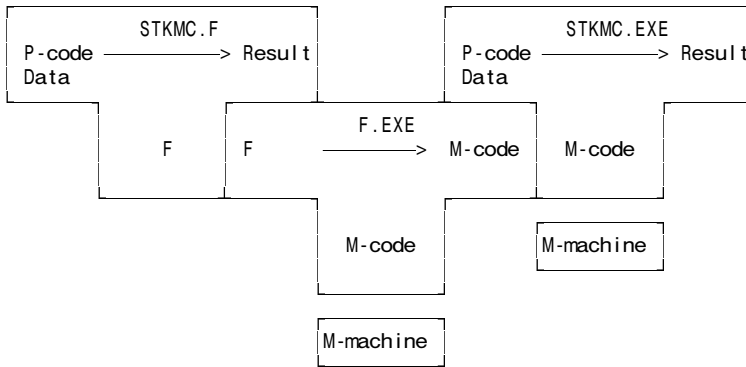 STKMC.F STKMC.EXE
P-code Result P-code Result
Data Data
F.EXE
F F M-code M-code
M-code M-machine
M-machine